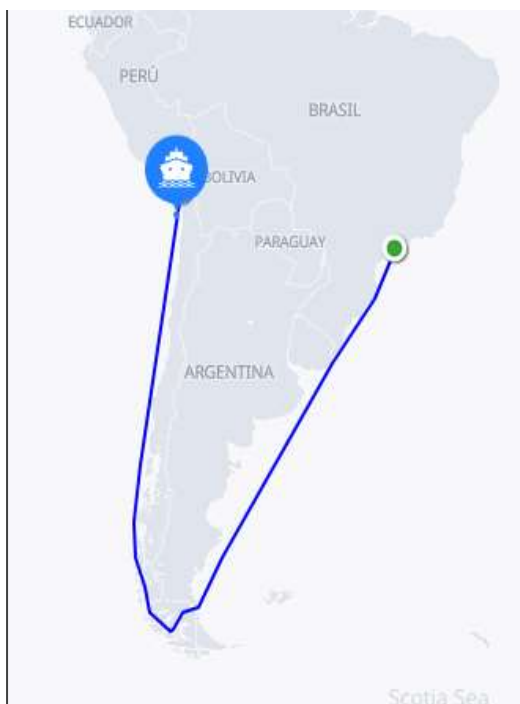 ECUADOR
PERÚ
BRASIL
BOLIVIA
PARAGUAY
ARGENTINA
Scotia Sea